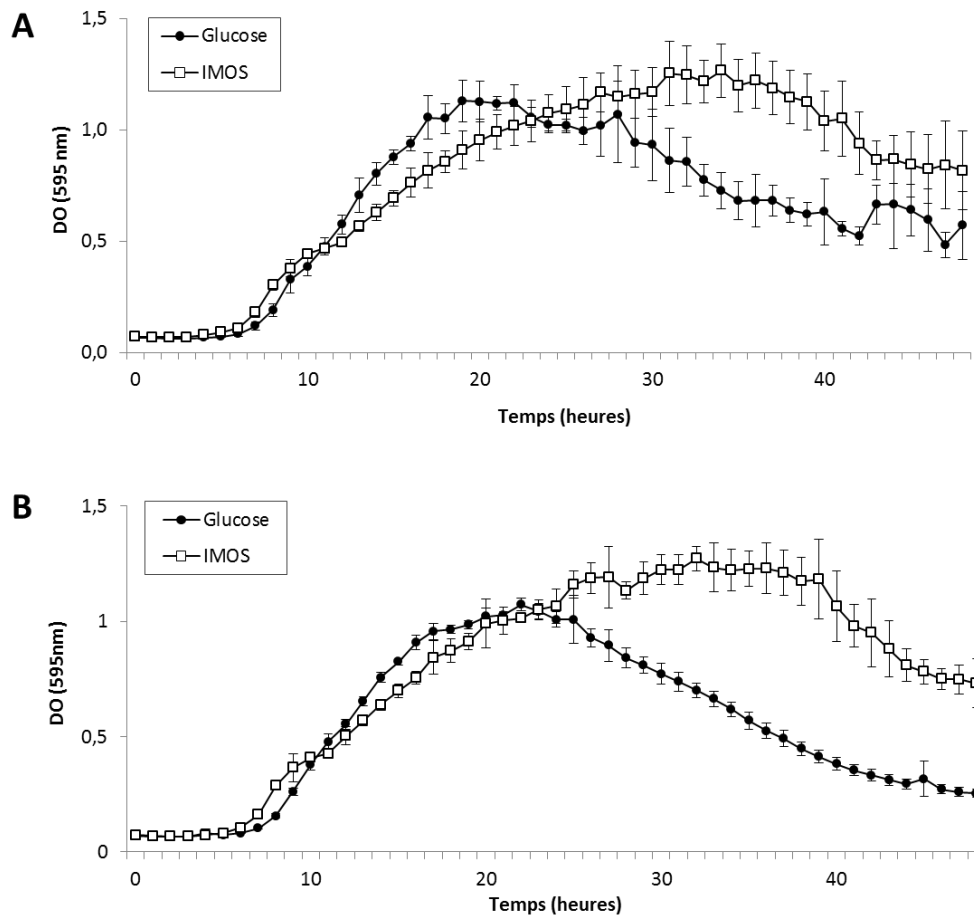 A
Glucose
IMOS
1,5
1,0
0,5
0,0
DO (595 nm)
0 10 20 30 40
Temps (heures)
B
Glucose
IMOS
1,5
1
0,5
0
DO (595nm)
0 10 20 30 40
Temps (heures)